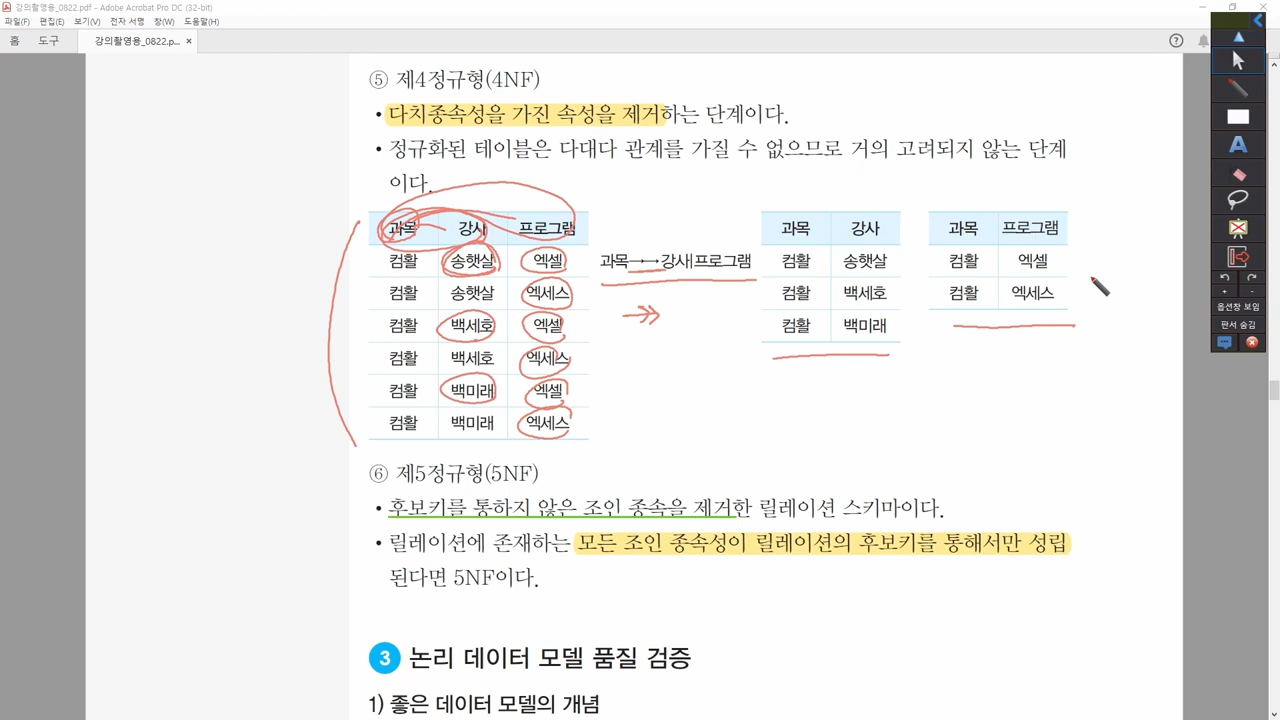 강의촬영용_0822.pdf - Adobe Acrobat Pro DC (32-bit)
파일(F) 편집(E) 보기(V) 전자 서명 창(W) 도움말(H)
홈 도구 강의촬영용_0822.p... ×
⑤ 제4정규형(4NF)
• 다치종속성을 가진 속성을 제거하는 단계이다.
• 정규화된 테이블은 다대다 관계를 가질 수 없으므로 거의 고려되지 않는 단계
이다.
과목 강사 프로그램
컴활 송햇살 엑셀
컴활 송햇살 엑세스
컴활 백세호 엑셀
컴활 백세호 엑세스
컴활 백미래 엑셀
컴활 백미래 엑세스
과목→→강사|프로그램
과목 강사
컴활 송햇살
컴활 백세호
컴활 백미래
과목 프로그램
컴활 엑셀
컴활 엑세스
⑥ 제5정규형(5NF)
• 후보키를 통하지 않은 조인 종속을 제거한 릴레이션 스키마이다.
• 릴레이션에 존재하는 모든 조인 종속성이 릴레이션의 후보키를 통해서만 성립
된다면 5NF이다.
3 논리 데이터 모델 품질 검증
1) 좋은 데이터 모델의 개념
A
+ -
옵션창 보임
판서 숨김